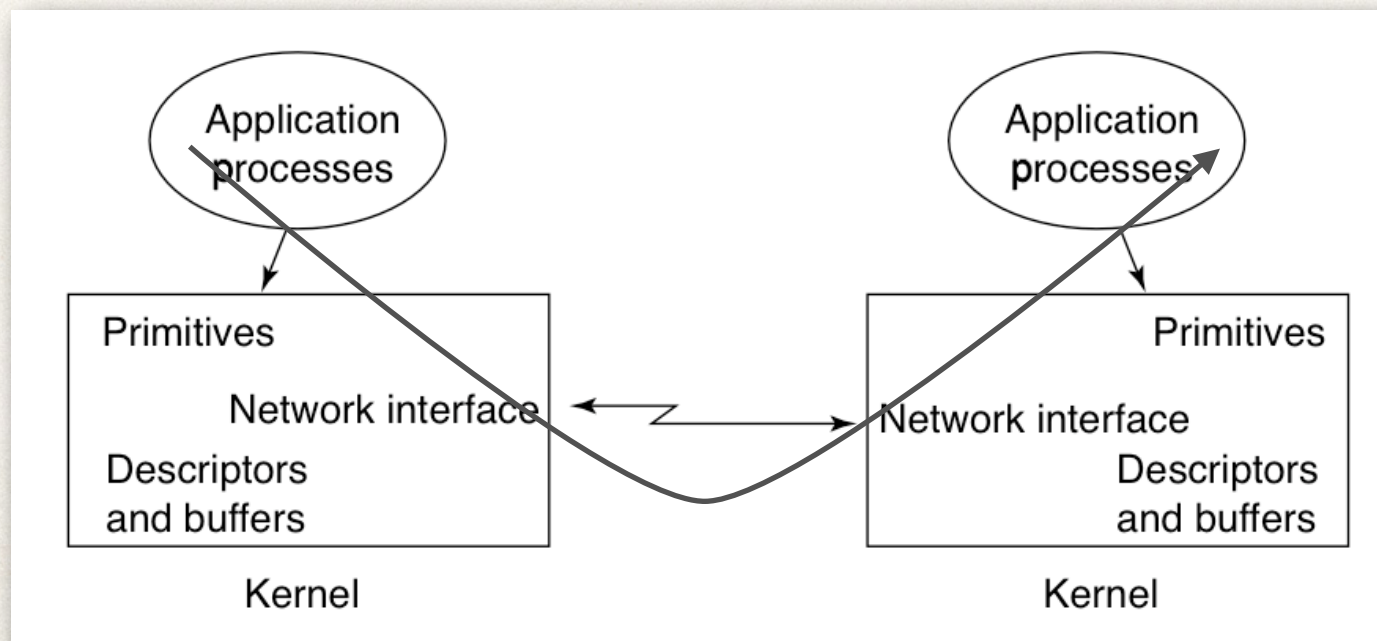 Application
processes
Primitives
Network interface
Descriptors
and buffers
Kernel
Application
processes
Primitives
Network interface
Descriptors
and buffers
Kernel